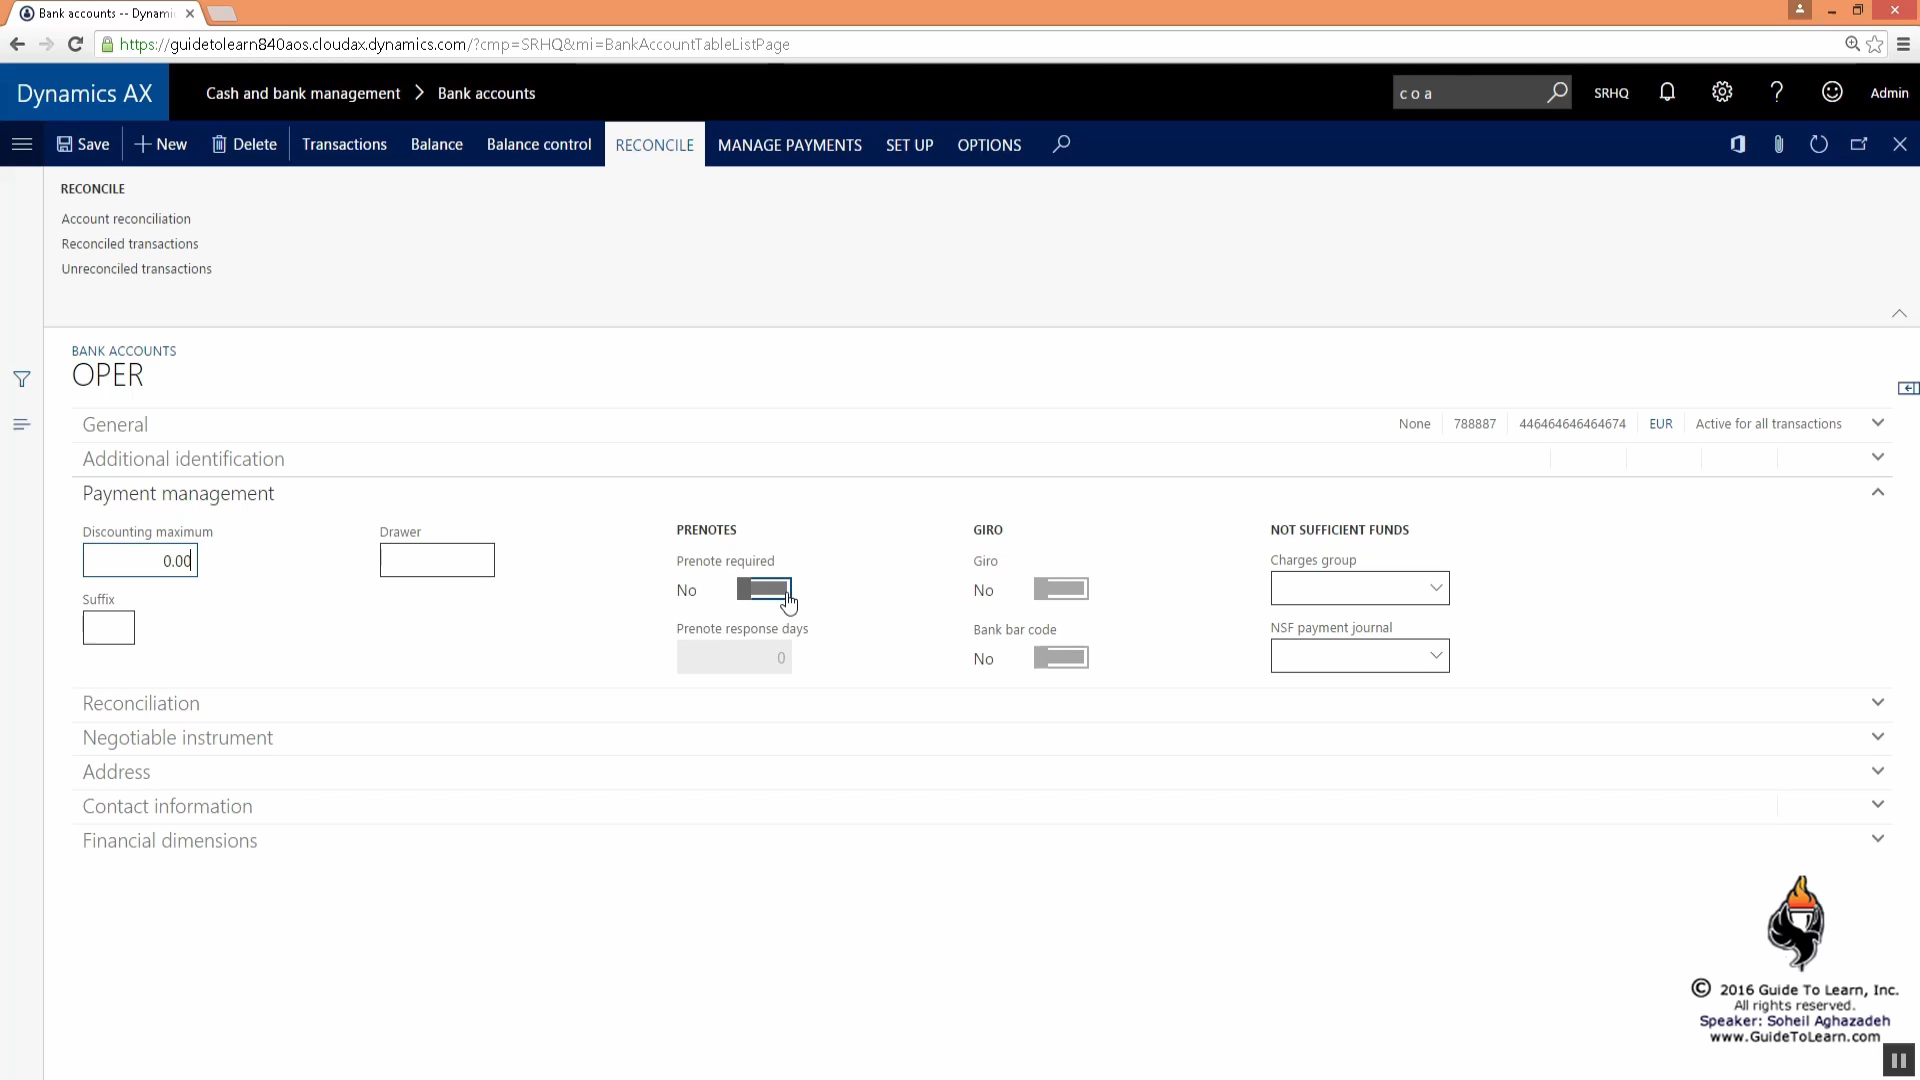 Bank accounts -- Dynami
https://guidetolearn840aos.cloudax.dynamics.com/?cmp=SRHQ&mi=BankAccountTableListPage
Dynamics AX
Cash and bank management > Bank accounts
c o a
SRHQ
?
Admin
Save
New
Delete
Transactions
Balance
Balance control
RECONCILE
MANAGE PAYMENTS
SET UP
OPTIONS
RECONCILE
Account reconciliation
Reconciled transactions
Unreconciled transactions
BANK ACCOUNTS
OPER
General
None
788887
446464646464674
EUR
Active for all transactions
Additional identification
Payment management
Discounting maximum
0.00
Suffix
Drawer
PRENOTES
Prenote required
No
Prenote response days
0
GIRO
Giro
No
Bank bar code
No
NOT SUFFICIENT FUNDS
Charges group
NSF payment journal
Reconciliation
Negotiable instrument
Address
Contact information
Financial dimensions
© 2016 Guide To Learn, Inc.
All rights reserved.
Speaker: Soheil Aghazadeh
www.GuideToLearn.com